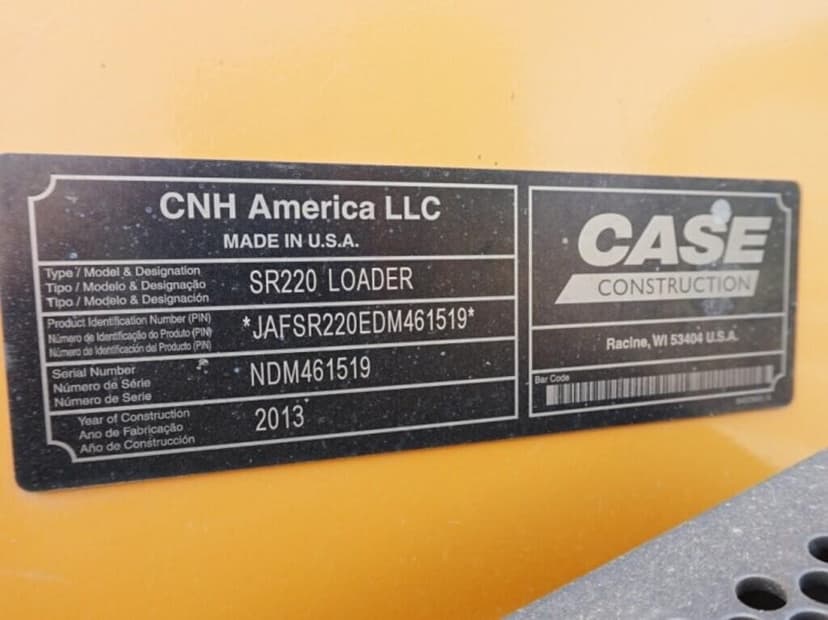 CNH America LLC
MADE IN U.S.A.
Type / Model & Designation
Tipo / Modelo & Designação
Tipo / Modelo & Designación
SR220 LOADER
Product Identification Number (PIN)
Número de Identificação do Produto (PIN)
Número de Identificación del Producto (PIN)
*JAFSR220EDM461519*
Serial Number
Número de Série
Número de Serie
NDM461519
Year of Construction
Ano de Fabricação
Año de Construcción
2013
CASE
CONSTRUCTION
Racine, WI 53404 U.S.A.
Bar Code